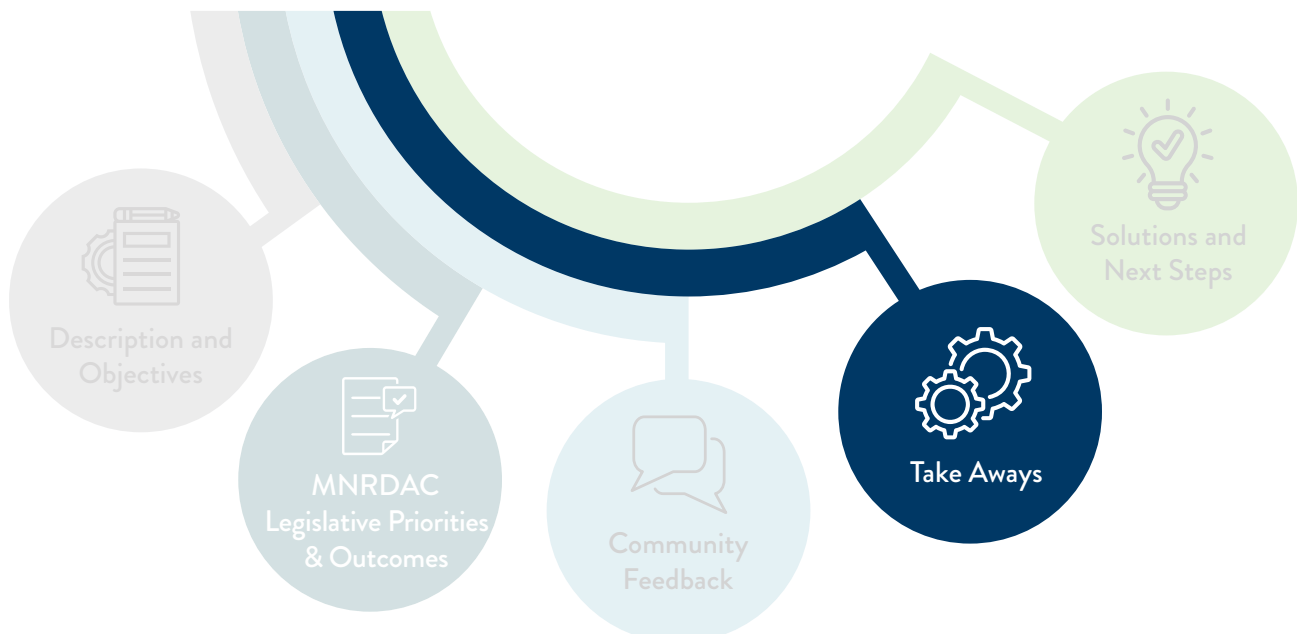 Description and
Objectives
MNRDAC
Legislative Priorities
& Outcomes
Community
Feedback
Take Aways
Solutions and
Next Steps